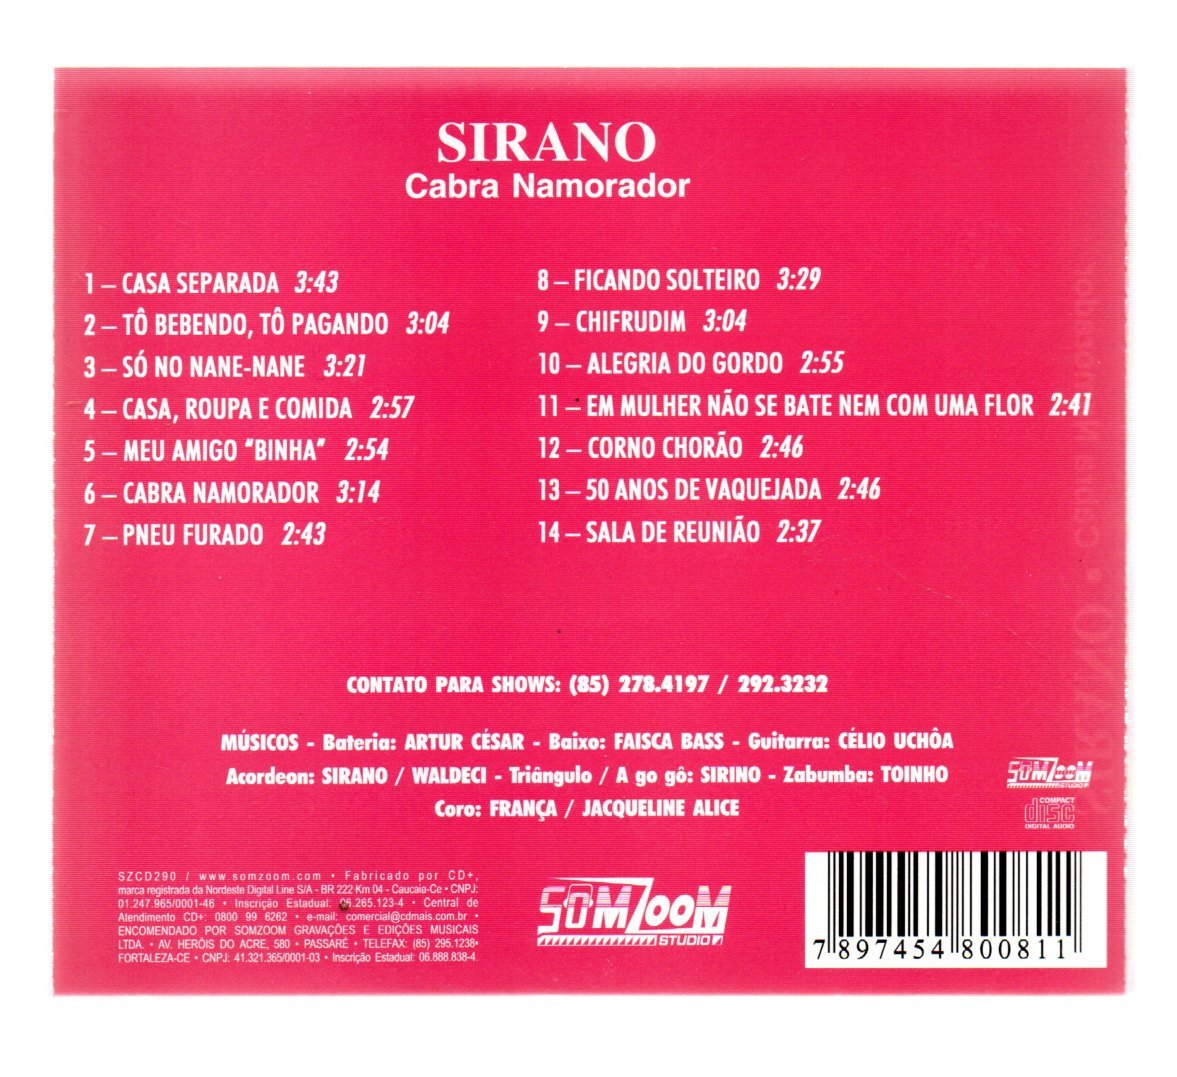 SIRANO
Cabra Namorador
1 – CASA SEPARADA 3:43
2 – TÔ BEBENDO, TÔ PAGANDO 3:04
3 – SÓ NO NANE-NANE 3:21
4 – CASA, ROUPA E COMIDA 2:57
5 – MEU AMIGO "BINHA" 2:54
6 – CABRA NAMORADOR 3:14
7 – PNEU FURADO 2:43
8 – FICANDO SOLTEIRO 3:29
9 – CHIFRUDIM 3:04
10 – ALEGRIA DO GORDO 2:55
11 – EM MULHER NÃO SE BATE NEM COM UMA FLOR 2:41
12 – CORNO CHORÃO 2:46
13 – 50 ANOS DE VAQUEJADA 2:46
14 – SALA DE REUNIÃO 2:37
SIRANO • Cabra Namorador
CONTATO PARA SHOWS: (85) 278.4197 / 292.3232
MÚSICOS - Bateria: ARTUR CÉSAR - Baixo: FAISCA BASS - Guitarra: CÉLIO UCHÔA
Acordeon: SIRANO / WALDECI - Triângulo / A go gô: SIRINO - Zabumba: TOINHO
Coro: FRANÇA / JACQUELINE ALICE
SOMZOOM
STUDIO
COMPACT
disc
DIGITAL AUDIO
SZCD290 / www.somzoom.com • Fabricado por CD+,
marca registrada da Nordeste Digital Line S/A - BR 222 Km 04 - Caucaia-Ce • CNPJ:
01.247.965/0001-46 • Inscrição Estadual: 06.265.123-4 • Central de
Atendimento CD+: 0800 99 6262 • e-mail: comercial@cdmais.com.br •
ENCOMENDADO POR SOMZOOM GRAVAÇÕES E EDIÇÕES MUSICAIS
LTDA. • AV. HERÓIS DO ACRE, 580 • PASSARÉ • TELEFAX: (85) 295.1238•
FORTALEZA-CE • CNPJ: 41.321.365/0001-03 • Inscrição Estadual: 06.888.838-4.
SOMZOOM
STUDIO
7 897454 800811